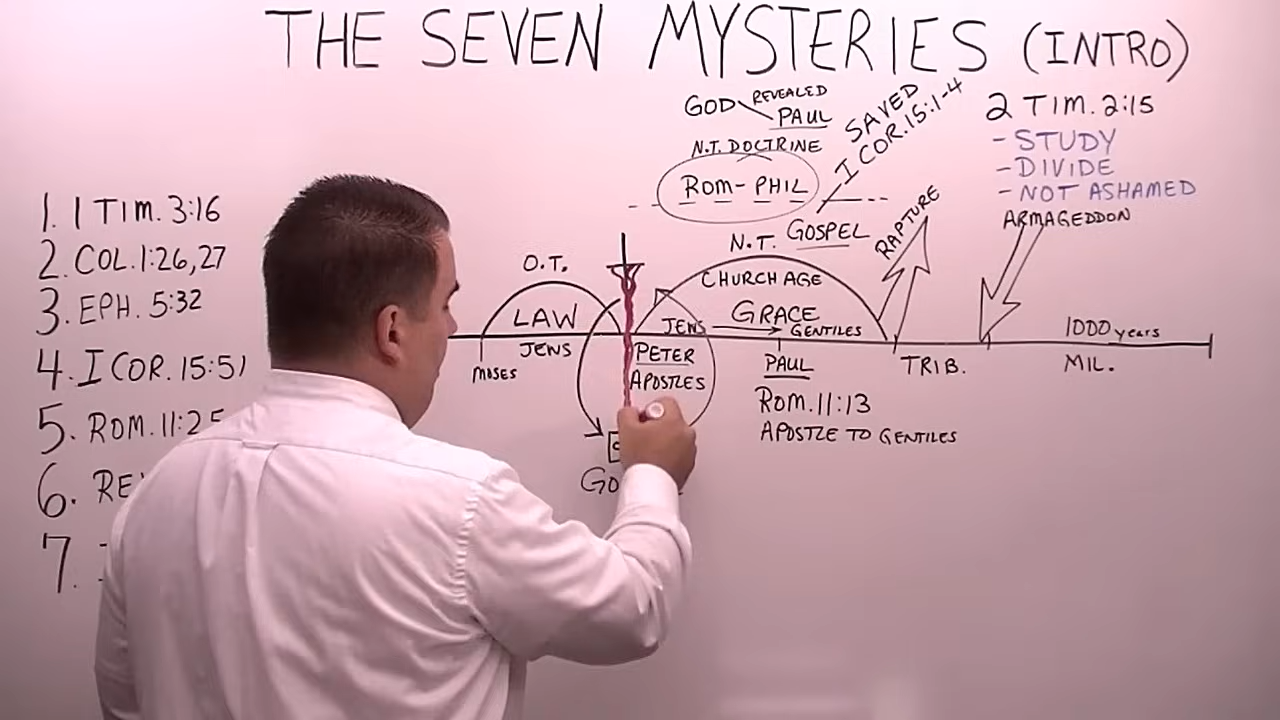 THE SEVEN MYSTERIES (INTRO)
1. 1 TIM. 3:16
2. COL. 1:26,27
3. EPH. 5:32
4. I COR. 15:51
5. ROM. 11:25
6.
7.
GOD REVEALED
PAUL
N.T. DOCTRINE
ROM- PHIL
SAVED
I COR. 15:1-4
N.T. GOSPEL
2 TIM. 2:15
- STUDY
- DIVIDE
- NOT ASHAMED
ARMAGEDDON
RAPTURE
O.T.
LAW
JEWS
MOSES
CHURCH AGE
GRACE
JEWS GENTILES
PETER
APOSTLES
PAUL
ROM. 11:13
APOSTLE TO GENTILES
TRIB.
1000 years
MIL.